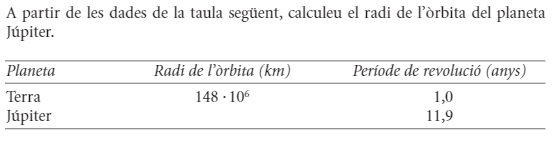 A partir de les dades de la taula següent, calculeu el radi de l’òrbita del planeta
Júpiter.
Planeta Radi de l’òrbita (km) Període de revolució (anys)
Terra 148 · 10⁶ 1,0
Júpiter 11,9